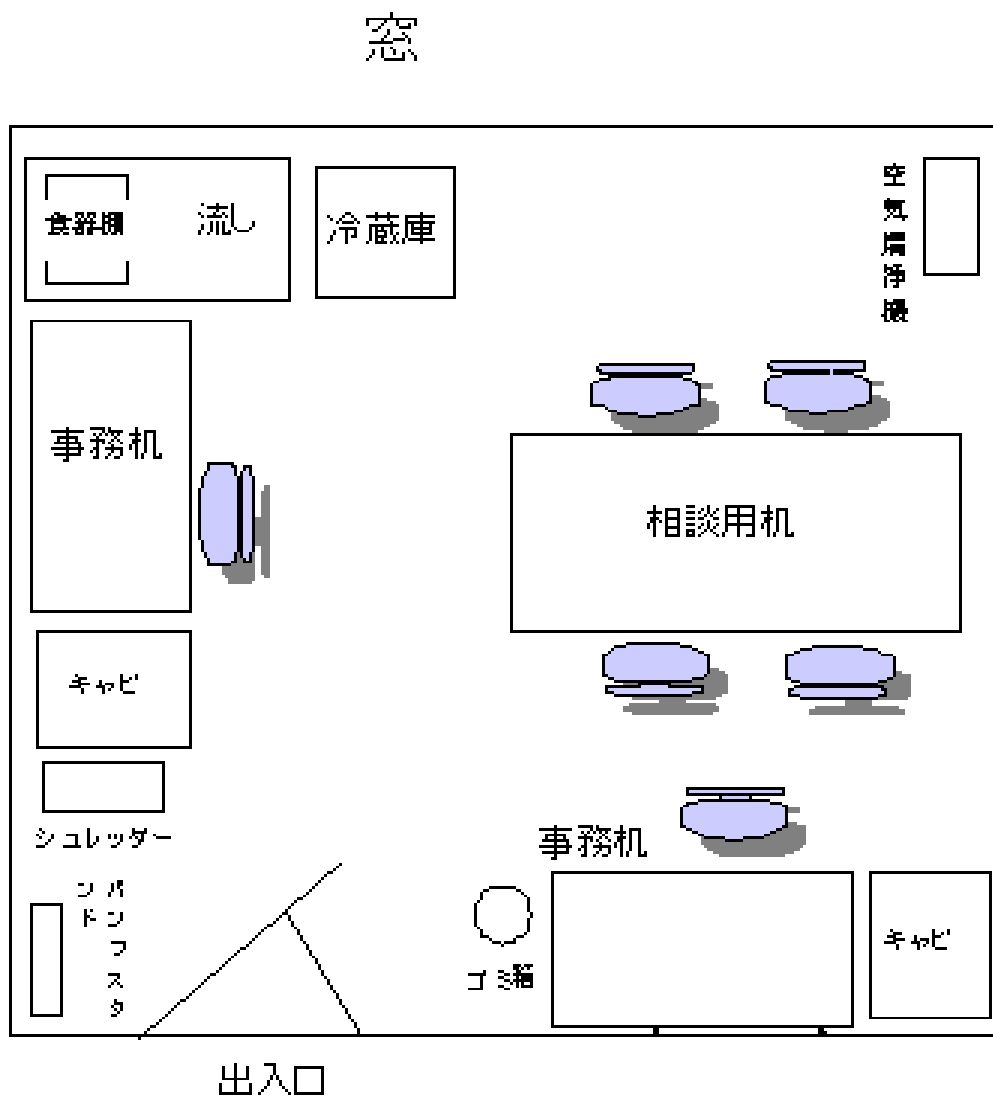 窓
食器棚
流し
冷蔵庫
空気清浄機
事務机
相談用机
キャビ
シュレッダー
事務机
パンフスタ
ンド
ゴミ箱
キャビ
出入口